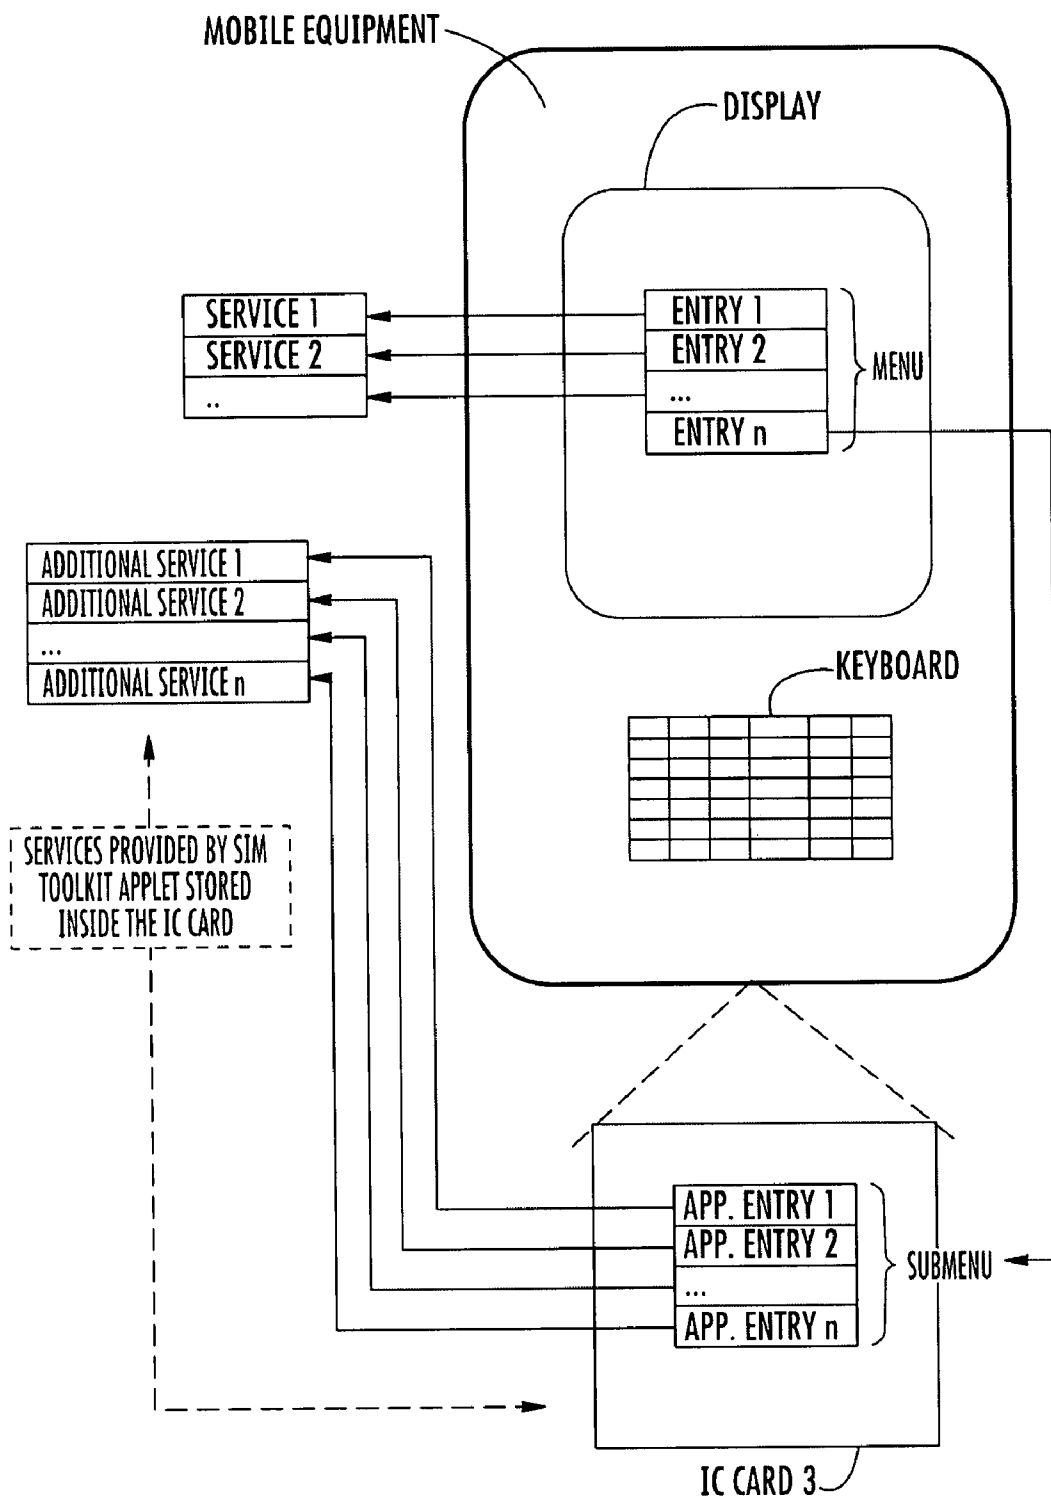 MOBILE EQUIPMENT
DISPLAY
SERVICE 1
SERVICE 2
..
ENTRY 1
ENTRY 2
...
ENTRY n
MENU
ADDITIONAL SERVICE 1
ADDITIONAL SERVICE 2
...
ADDITIONAL SERVICE n
KEYBOARD
SERVICES PROVIDED BY SIM
TOOLKIT APPLET STORED
INSIDE THE IC CARD
APP. ENTRY 1
APP. ENTRY 2
...
APP. ENTRY n
SUBMENU
IC CARD 3